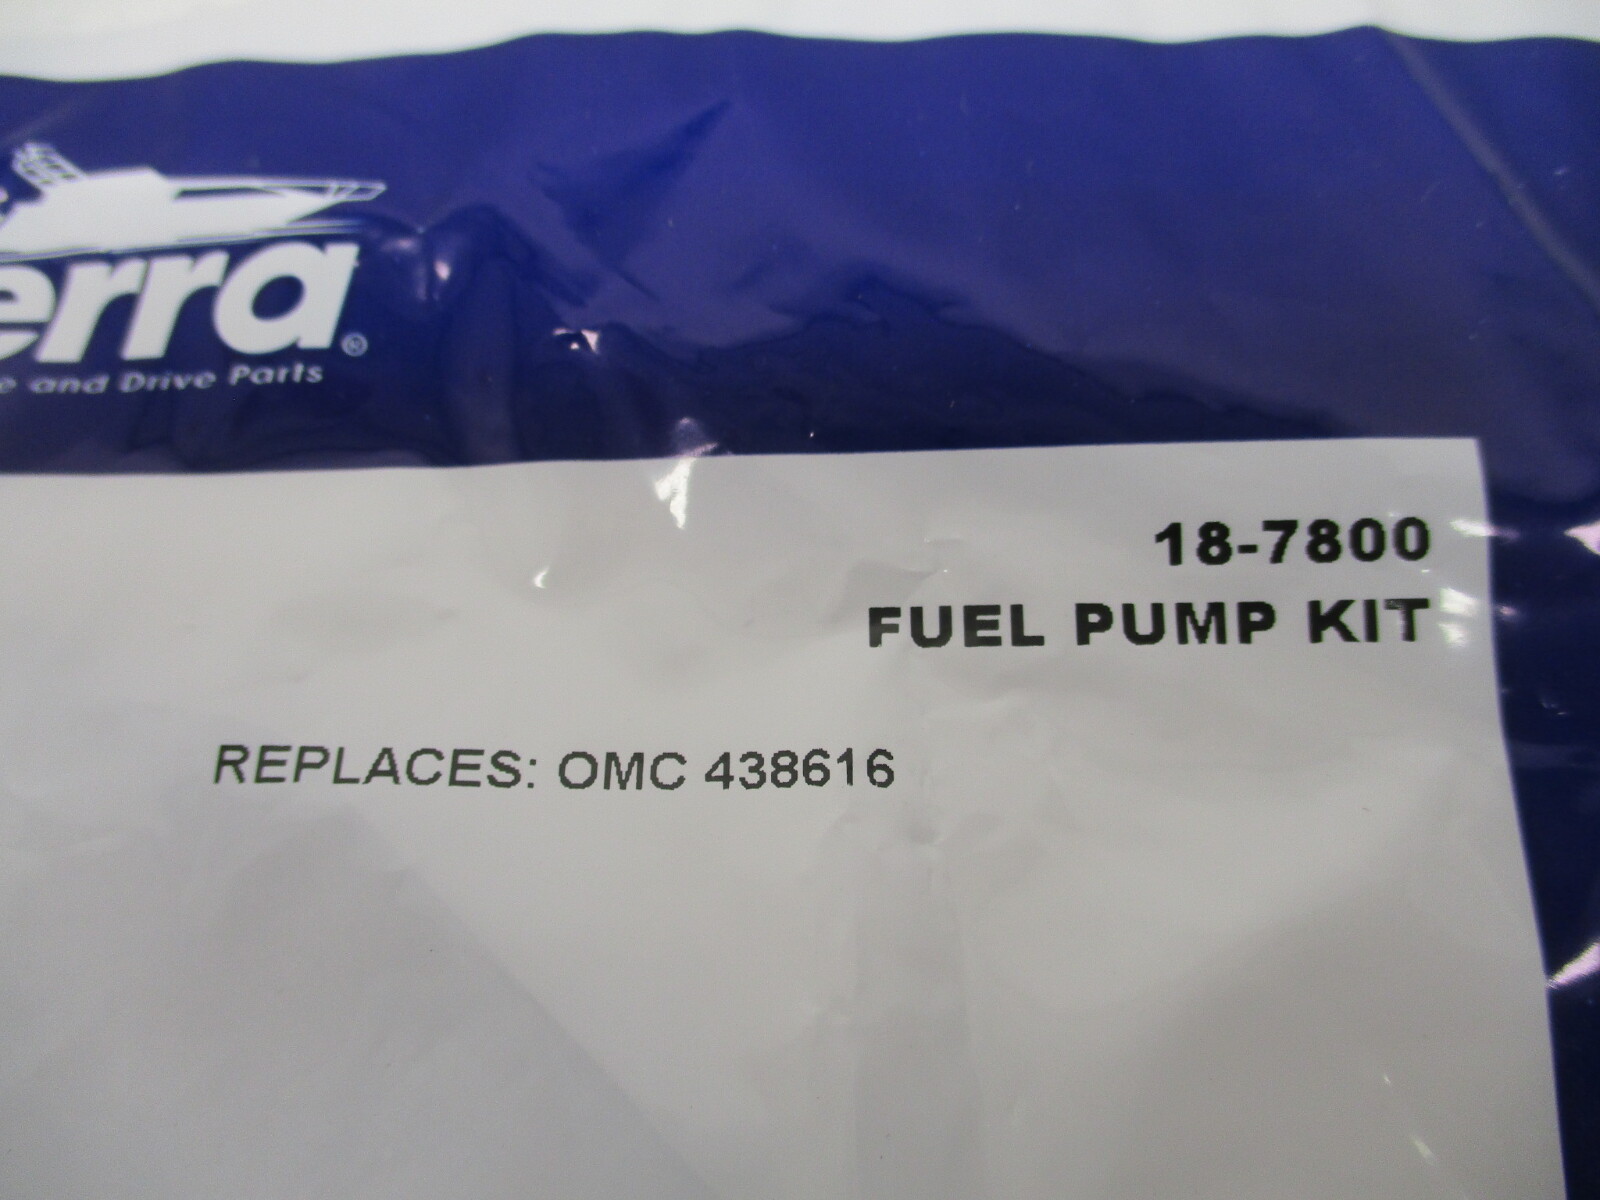 erra®
e and Drive Parts
18-7800
FUEL PUMP KIT
REPLACES: OMC 438616